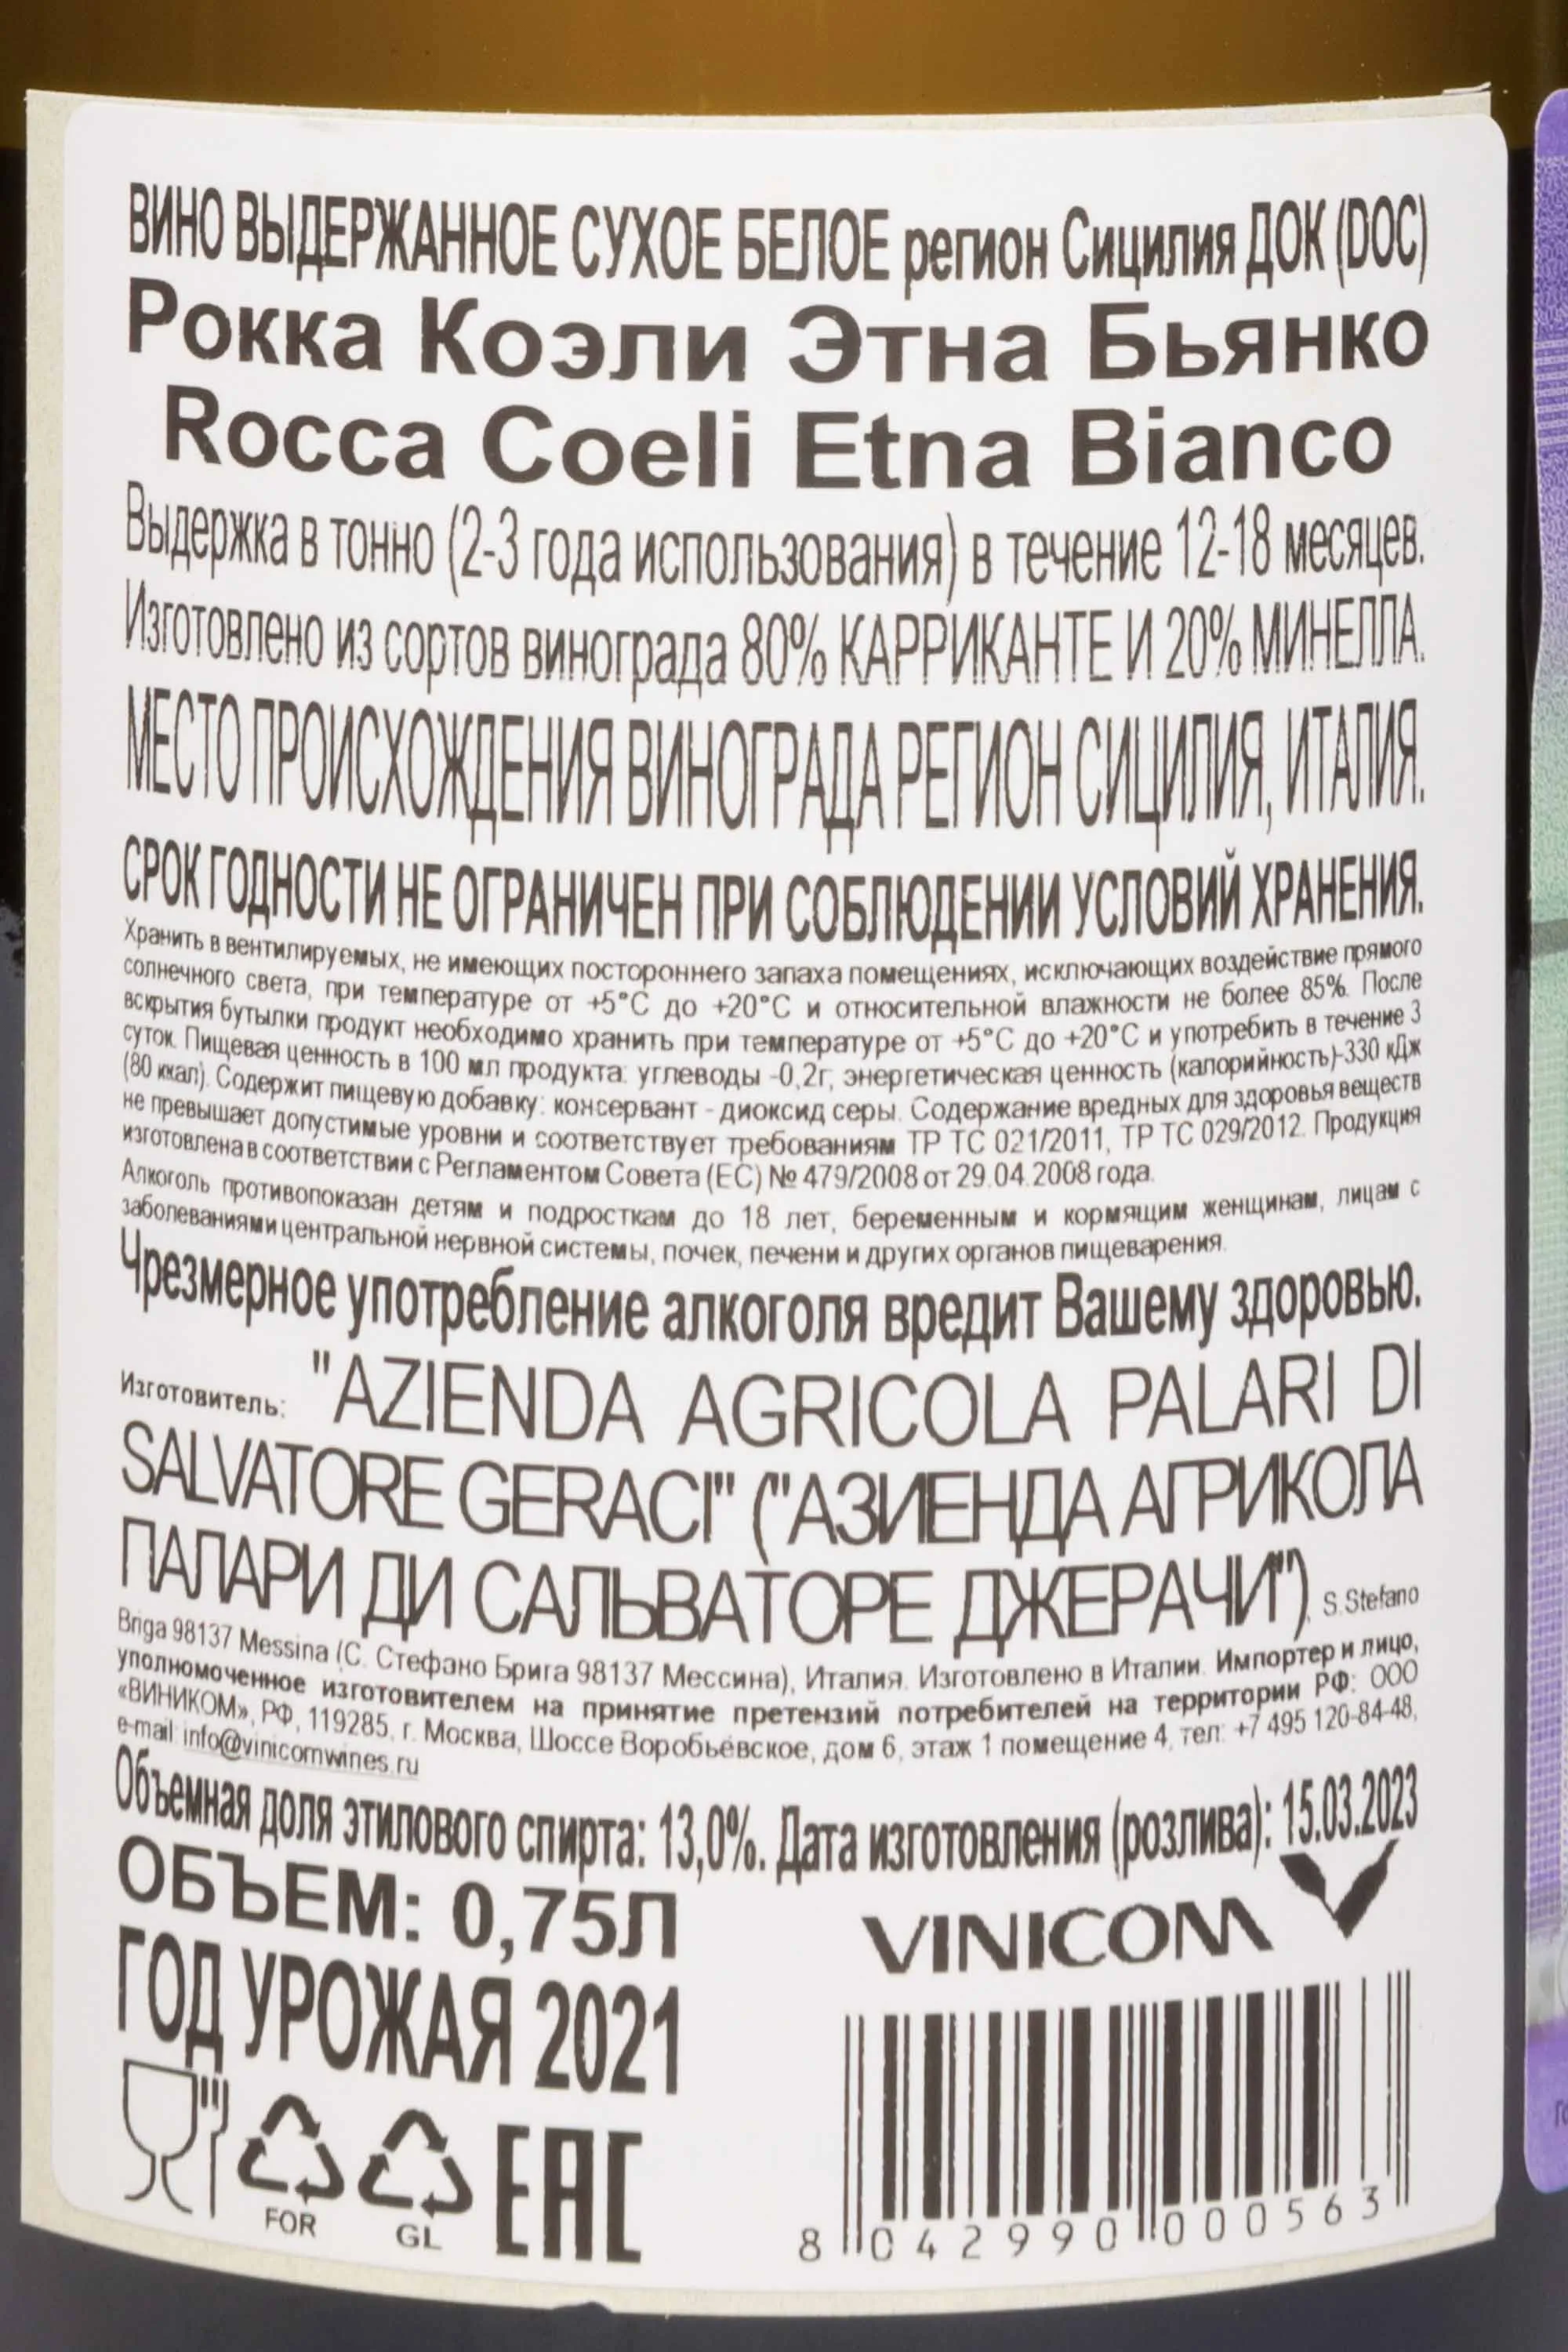 ВИНО ВЫДЕРЖАННОЕ СУХОЕ БЕЛОЕ регион Сицилия ДОК (DOC)
Рокка Коэли Этна Бьянко
Rocca Coeli Etna Bianco
Выдержка в тонно (2-3 года использования) в течение 12-18 месяцев.
Изготовлено из сортов винограда 80% КАРРИКАНТЕ И 20% МИНЕЛЛА.
МЕСТО ПРОИСХОЖДЕНИЯ ВИНОГРАДА РЕГИОН СИЦИЛИЯ, ИТАЛИЯ.
СРОК ГОДНОСТИ НЕ ОГРАНИЧЕН ПРИ СОБЛЮДЕНИИ УСЛОВИЙ ХРАНЕНИЯ.
Хранить в вентилируемых, не имеющих постороннего запаха помещениях, исключающих воздействие прямого
солнечного света, при температуре от +5°C до +20°C и относительной влажности не более 85%. После
вскрытия бутылки продукт необходимо хранить при температуре от +5°C до +20°C и употребить в течение 3
суток. Пищевая ценность в 100 мл продукта: углеводы -0,2г, энергетическая ценность (калорийность)-330 кДж
(80 ккал). Содержит пищевую добавку: консервант - диоксид серы. Содержание вредных для здоровья веществ
не превышает допустимые уровни и соответствует требованиям ТР ТС 021/2011, ТР ТС 029/2012. Продукция
изготовлена в соответствии с Регламентом Совета (ЕС) № 479/2008 от 29.04.2008 года.
Алкоголь противопоказан детям и подросткам до 18 лет, беременным и кормящим женщинам, лицам с
заболеваниями центральной нервной системы, почек, печени и других органов пищеварения.
Чрезмерное употребление алкоголя вредит Вашему здоровью.
Изготовитель: "AZIENDA AGRICOLA PALARI DI
SALVATORE GERACI" ("АЗИЕНДА АГРИКОЛА
ПАЛАРИ ДИ САЛЬВАТОРЕ ДЖЕРАЧИ"), S.Stefano
Briga 98137 Messina (С. Стефано Брига 98137 Мессина), Италия. Изготовлено в Италии. Импортер и лицо,
уполномоченное изготовителем на принятие претензий потребителей на территории РФ: ООО
«ВИНИКОМ», РФ, 119285, г. Москва, Шоссе Воробьевское, дом 6, этаж 1 помещение 4, тел: +7 495 120-84-48,
e-mail: info@vinicomwines.ru
Объемная доля этилового спирта: 13,0%. Дата изготовления (розлива): 15.03.2023
ОБЪЕМ: 0,75Л
VINICOM
ГОД УРОЖАЯ 2021
FOR
GL
EAC
8 042990 000563